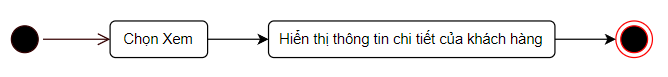 Chọn Xem
Hiển thị thông tin chi tiết của khách hàng